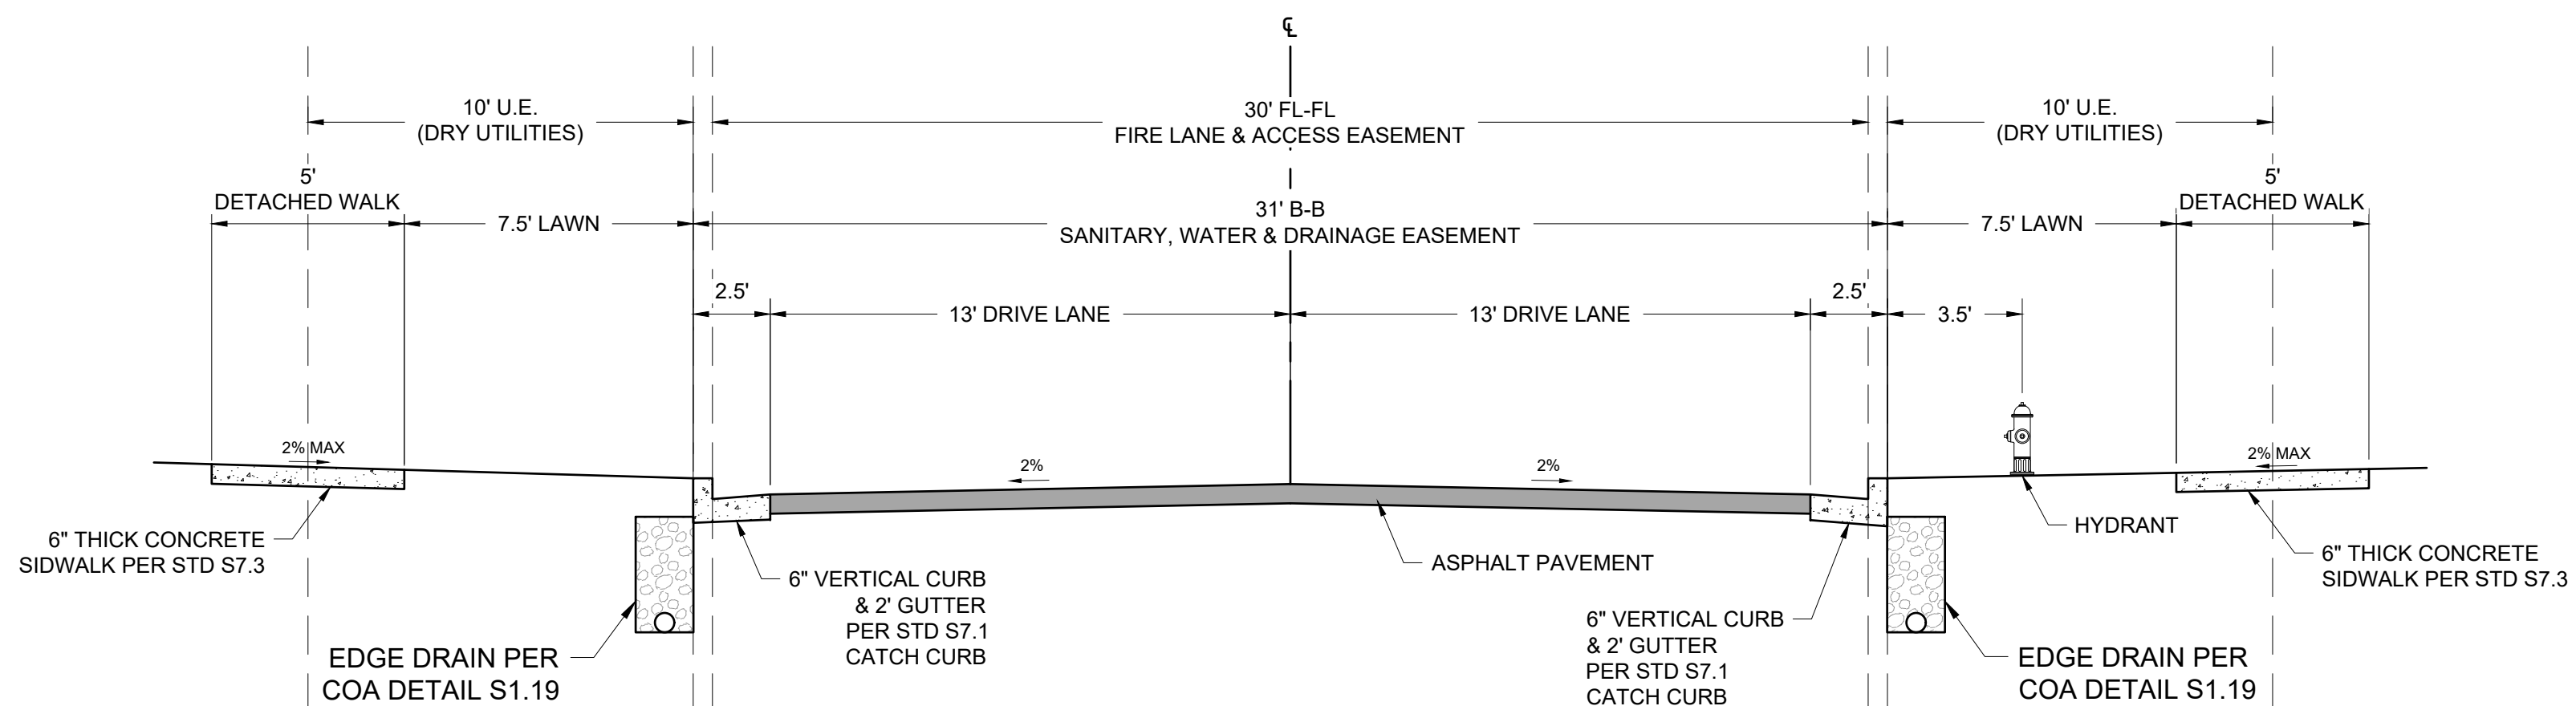 ℄
10' U.E.
(DRY UTILITIES)
30' FL-FL
FIRE LANE & ACCESS EASEMENT
10' U.E.
(DRY UTILITIES)
5'
DETACHED WALK
7.5' LAWN
31' B-B
SANITARY, WATER & DRAINAGE EASEMENT
7.5' LAWN
5'
DETACHED WALK
2.5'
13' DRIVE LANE
13' DRIVE LANE
2.5'
3.5'
2% MAX
2%
2%
2% MAX
6" THICK CONCRETE
SIDWALK PER STD S7.3
6" VERTICAL CURB
& 2' GUTTER
PER STD S7.1
CATCH CURB
ASPHALT PAVEMENT
HYDRANT
6" THICK CONCRETE
SIDWALK PER STD S7.3
6" VERTICAL CURB
& 2' GUTTER
PER STD S7.1
CATCH CURB
EDGE DRAIN PER
COA DETAIL S1.19
EDGE DRAIN PER
COA DETAIL S1.19